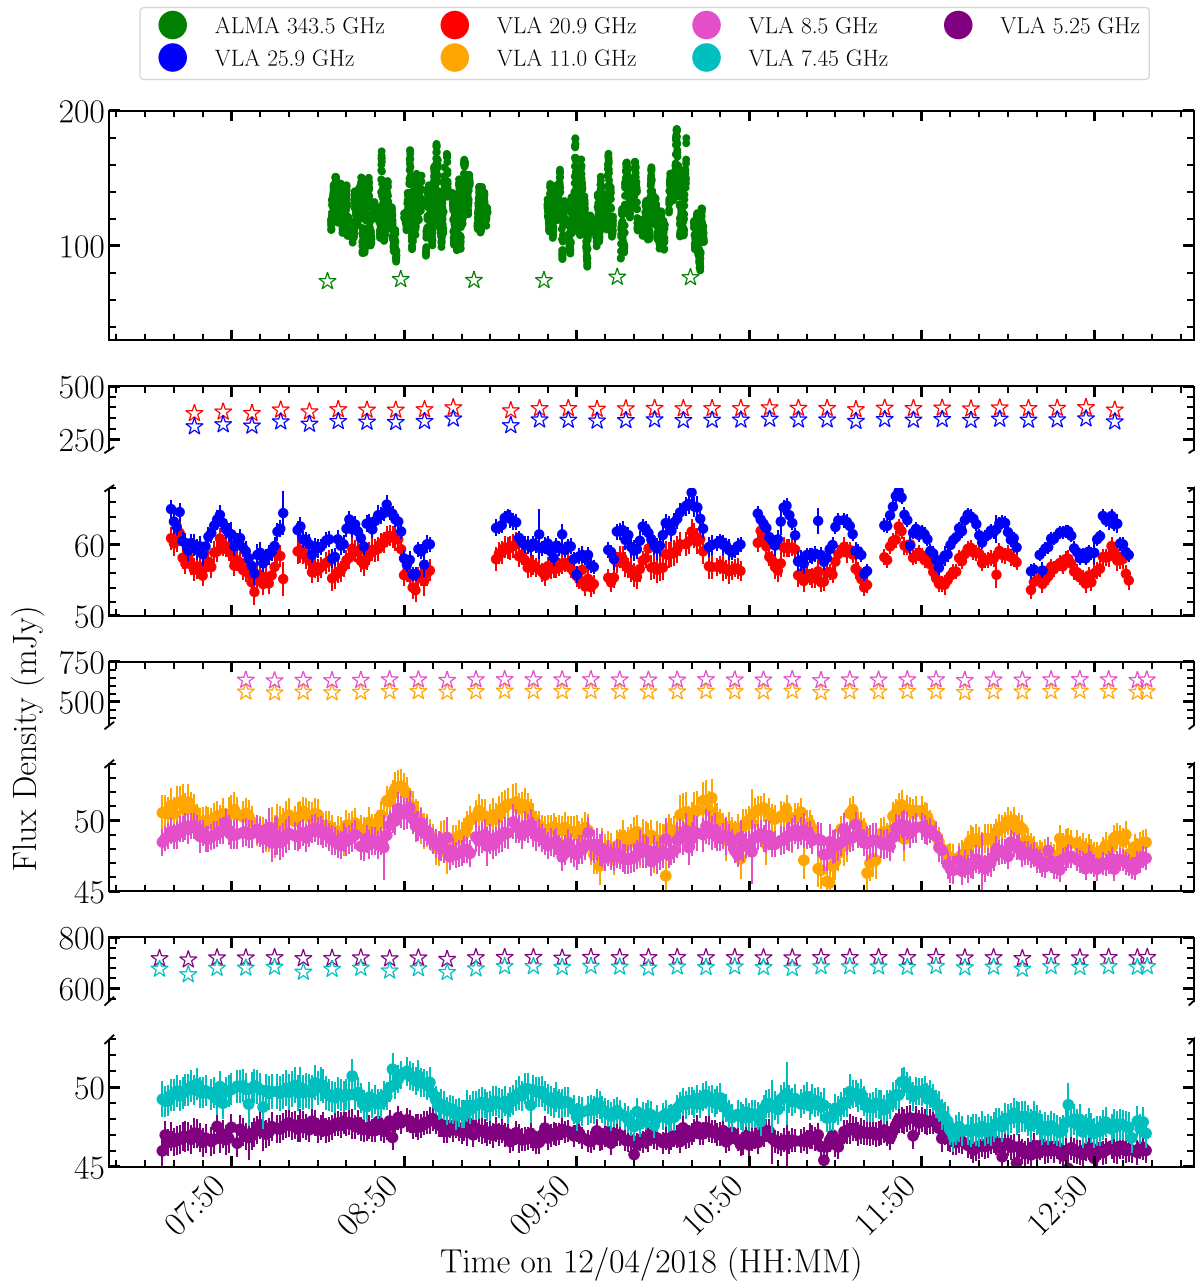 ALMA 343.5 GHz VLA 20.9 GHz VLA 8.5 GHz VLA 5.25 GHz
VLA 25.9 GHz VLA 11.0 GHz VLA 7.45 GHz
200
100
500
250
60
50
750
500
50
45
800
600
50
45
Flux Density (mJy)
07:50 08:50 09:50 10:50 11:50 12:50
Time on 12/04/2018 (HH:MM)